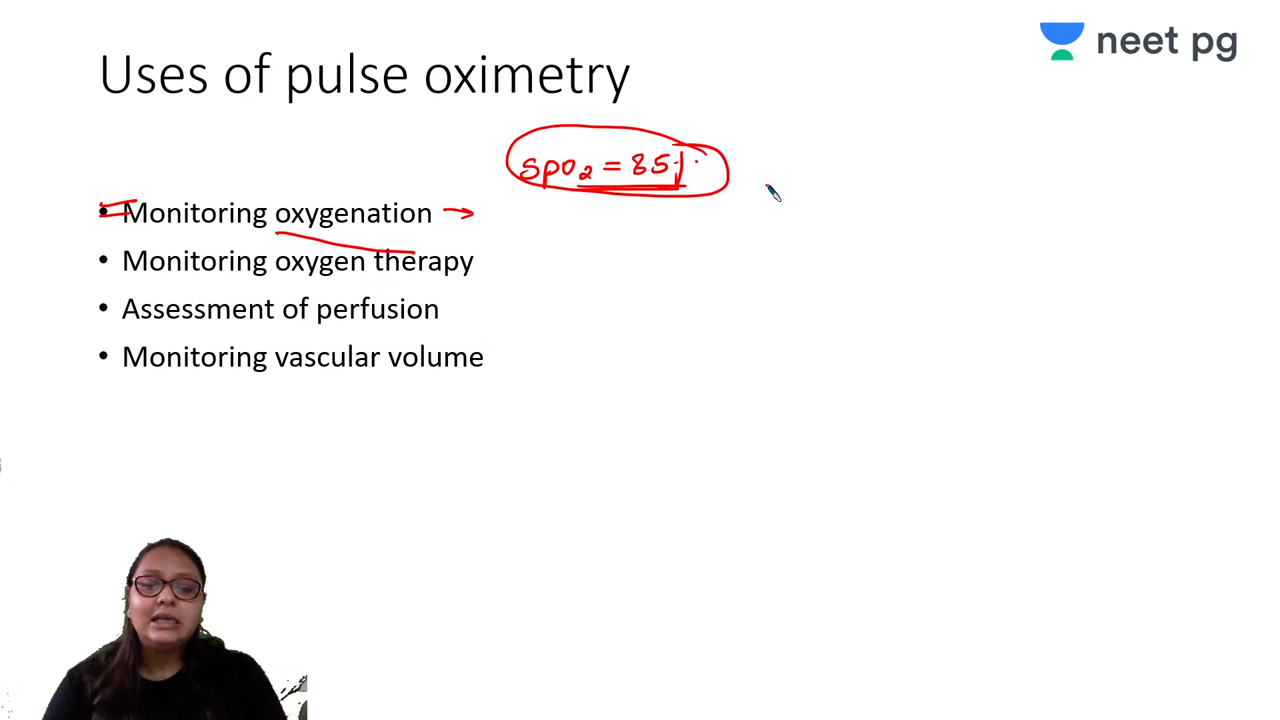 neet pg
Uses of pulse oximetry
SpO₂ = 85%
• Monitoring oxygenation →
• Monitoring oxygen therapy
• Assessment of perfusion
• Monitoring vascular volume